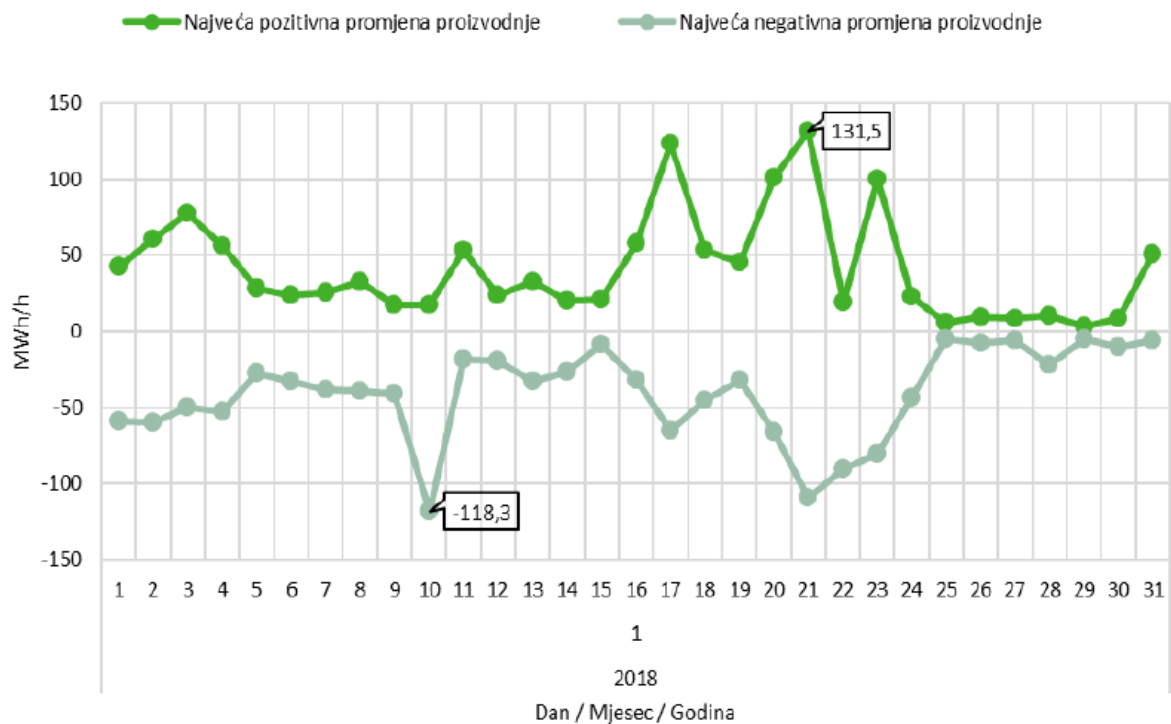 Najveća pozitivna promjena proizvodnje Najveća negativna promjena proizvodnje
150
131,5
100
50
0
MWh/h
-50
-100
-118,3
-150
1 2 3 4 5 6 7 8 9 10 11 12 13 14 15 16 17 18 19 20 21 22 23 24 25 26 27 28 29 30 31
1
2018
Dan / Mjesec / Godina